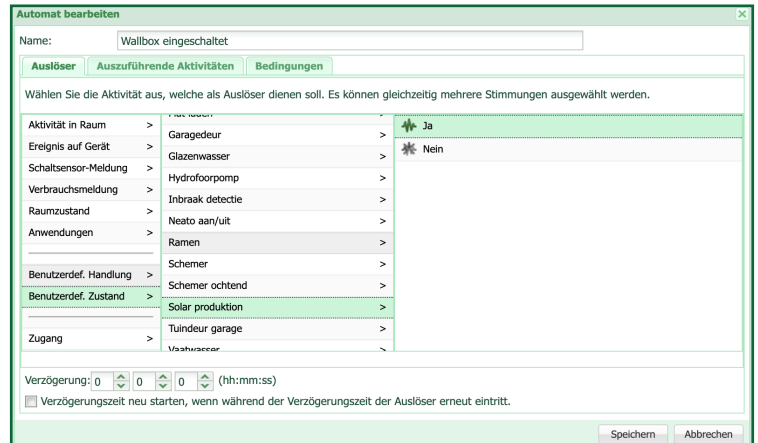 Automat bearbeiten
Name: Wallbox eingeschaltet
Auslöser Auszuführende Aktivitäten Bedingungen
Wählen Sie die Aktivität aus, welche als Auslöser dienen soll. Es können gleichzeitig mehrere Stimmungen ausgewählt werden.
Aktivität in Raum >
Ereignis auf Gerät >
Schaltsensor-Meldung >
Verbrauchsmeldung >
Raumzustand >
Anwendungen >
Benutzerdef. Handlung >
Benutzerdef. Zustand >
Zugang >
Garagedeur >
Glazenwasser >
Hydrofoorpomp >
Inbraak detectie >
Neato aan/uit >
Ramen >
Schemer >
Schemer ochtend >
Solar produktion >
Tuindeur garage >
Vaatwasser >
Ja
Nein
Verzögerung: 0 0 0 (hh:mm:ss)
Verzögerungszeit neu starten, wenn während der Verzögerungszeit der Auslöser erneut eintritt.
Speichern Abbrechen